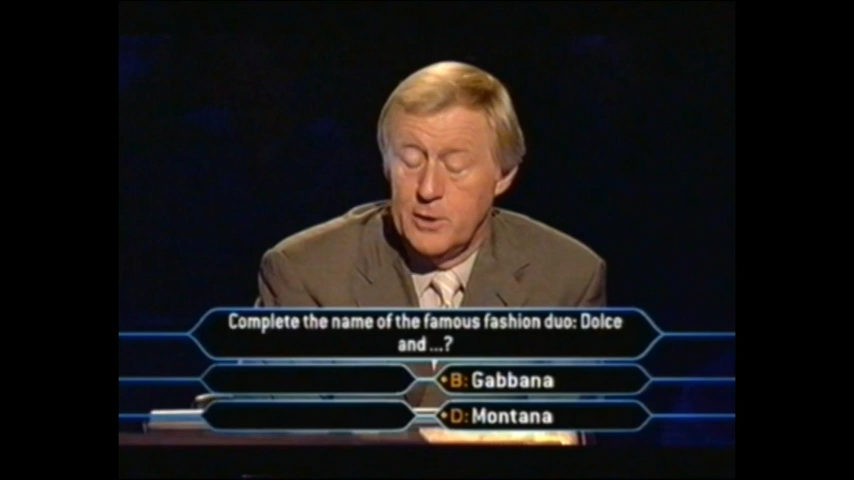 Complete the name of the famous fashion duo: Dolce
and ...?
B: Gabbana
D: Montana